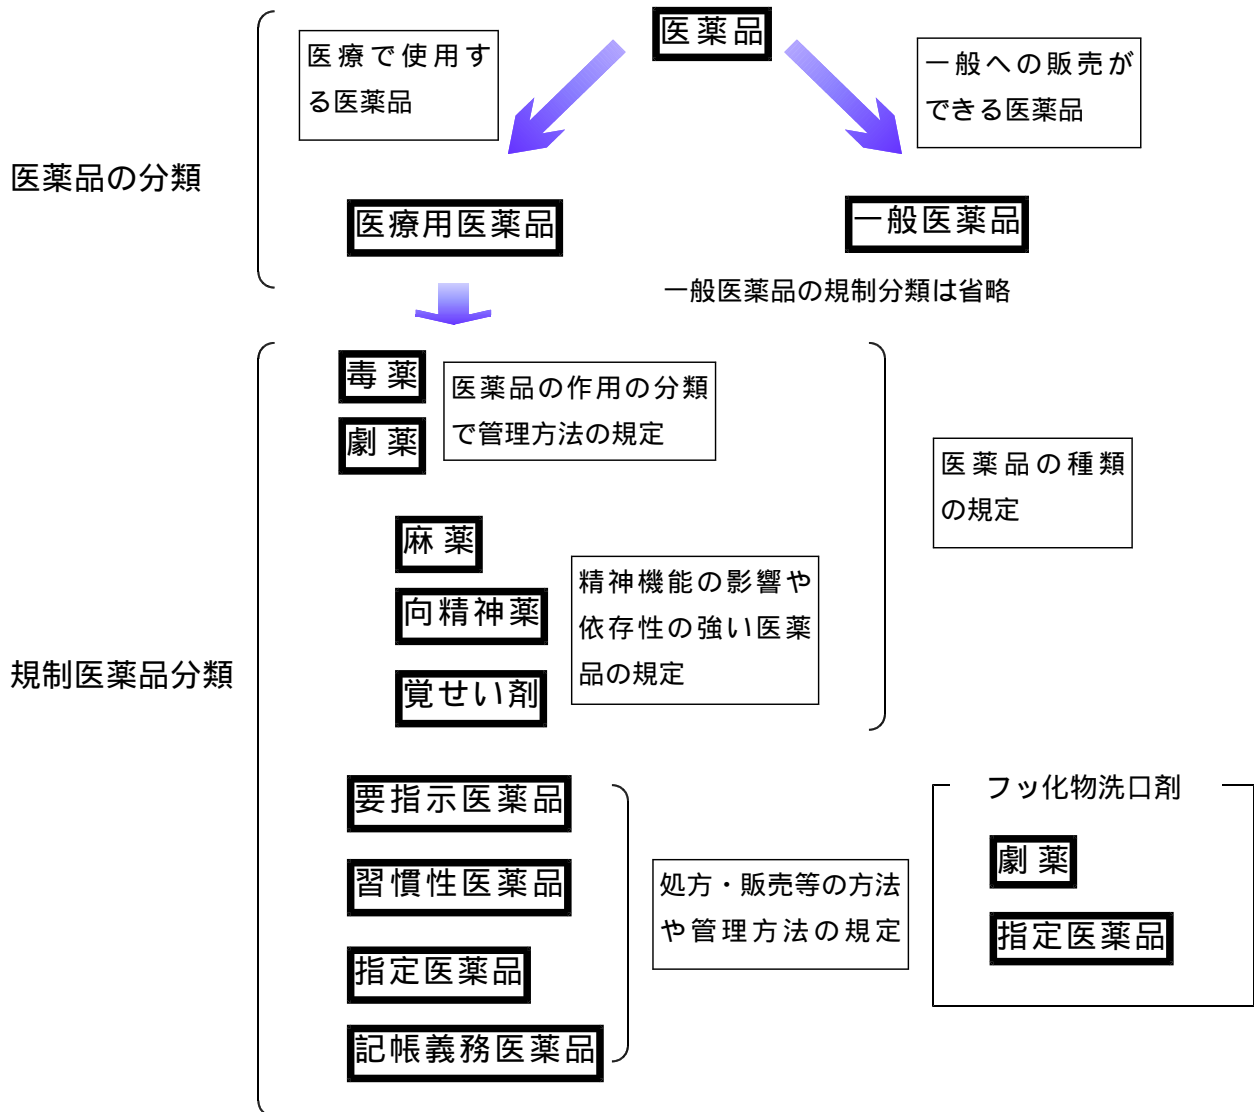 医薬品
医療で使用す
る医薬品
一般への販売が
できる医薬品
医薬品の分類
医療用医薬品
一般医薬品
一般医薬品の規制分類は省略
毒薬
劇薬
医薬品の作用の分類
で管理方法の規定
医薬品の種類
の規定
麻薬
向精神薬
覚せい剤
精神機能の影響や
依存性の強い医薬
品の規定
規制医薬品分類
要指示医薬品
習慣性医薬品
指定医薬品
記帳義務医薬品
処方・販売等の方法
や管理方法の規定
フッ化物洗口剤
劇薬
指定医薬品